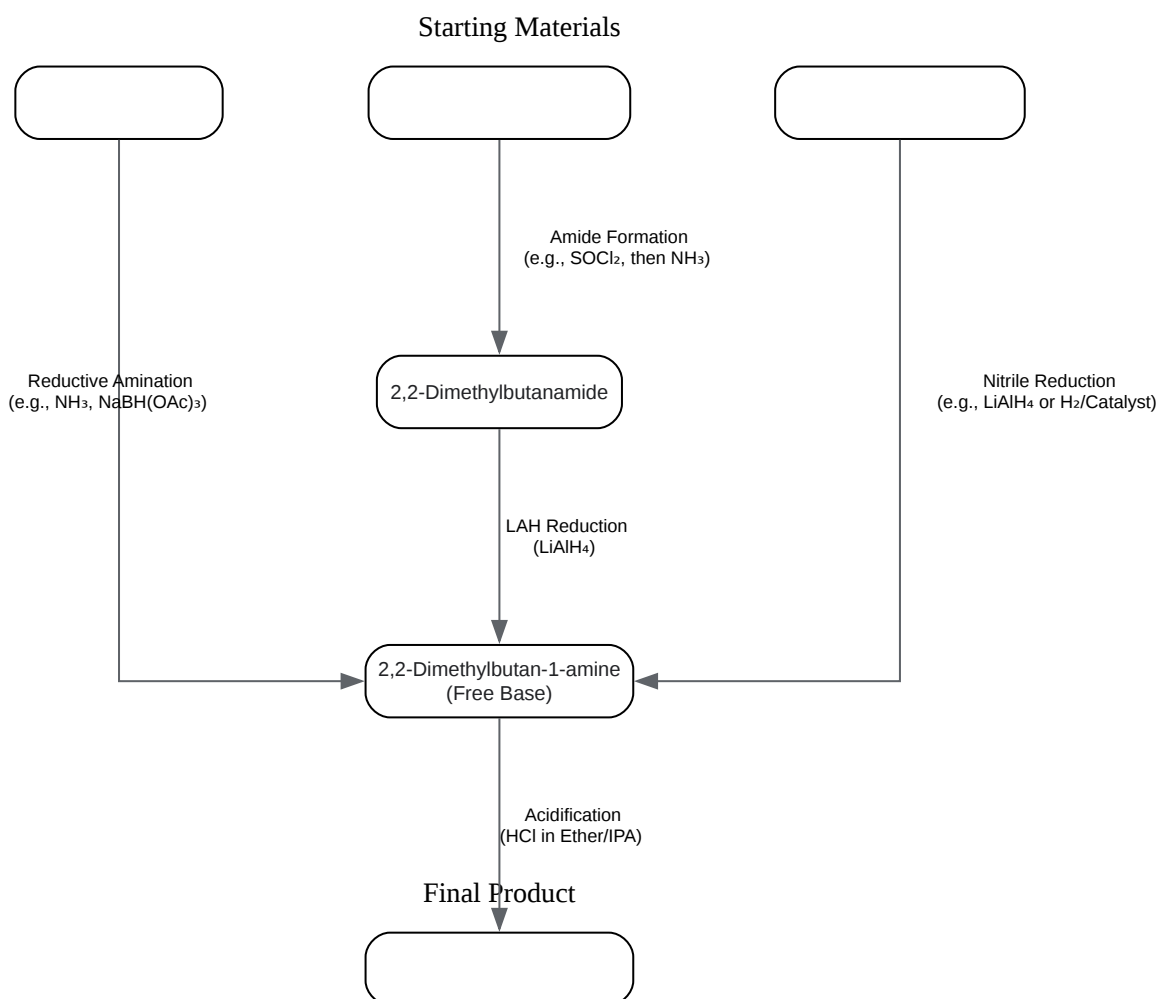 Starting Materials
Amide Formation
(e.g., SOCl₂, then NH₃)
Reductive Amination
(e.g., NH₃, NaBH(OAc)₃)
2,2-Dimethylbutanamide
Nitrile Reduction
(e.g., LiAlH₄ or H₂/Catalyst)
LAH Reduction
(LiAlH₄)
2,2-Dimethylbutan-1-amine
(Free Base)
Acidification
(HCl in Ether/IPA)
Final Product